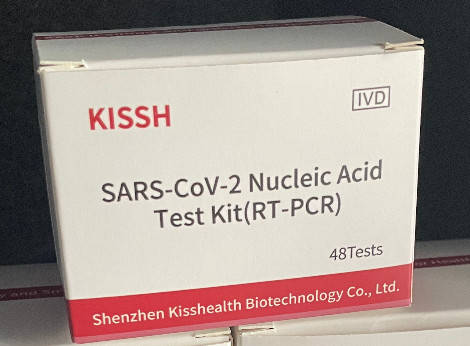 KISSH
IVD
SARS-CoV-2 Nucleic Acid
Test Kit(RT-PCR)
48Tests
Shenzhen Kisshealth Biotechnology Co., Ltd.